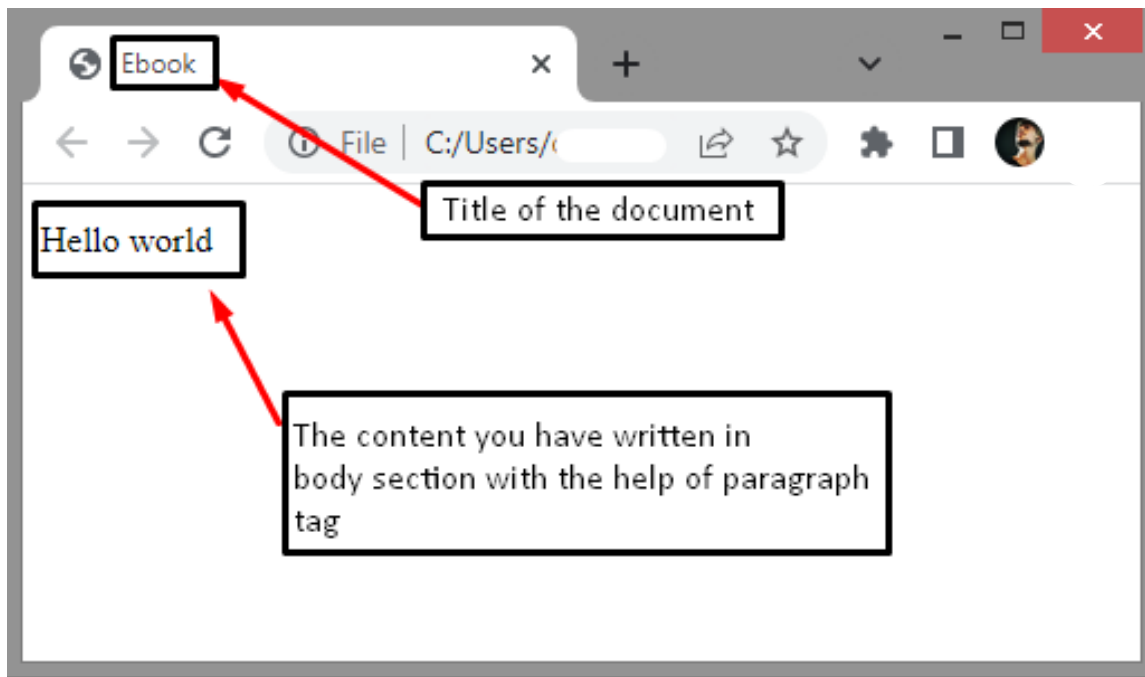 Ebook
File C:/Users/
Title of the document
Hello world
The content you have written in
body section with the help of paragraph
tag